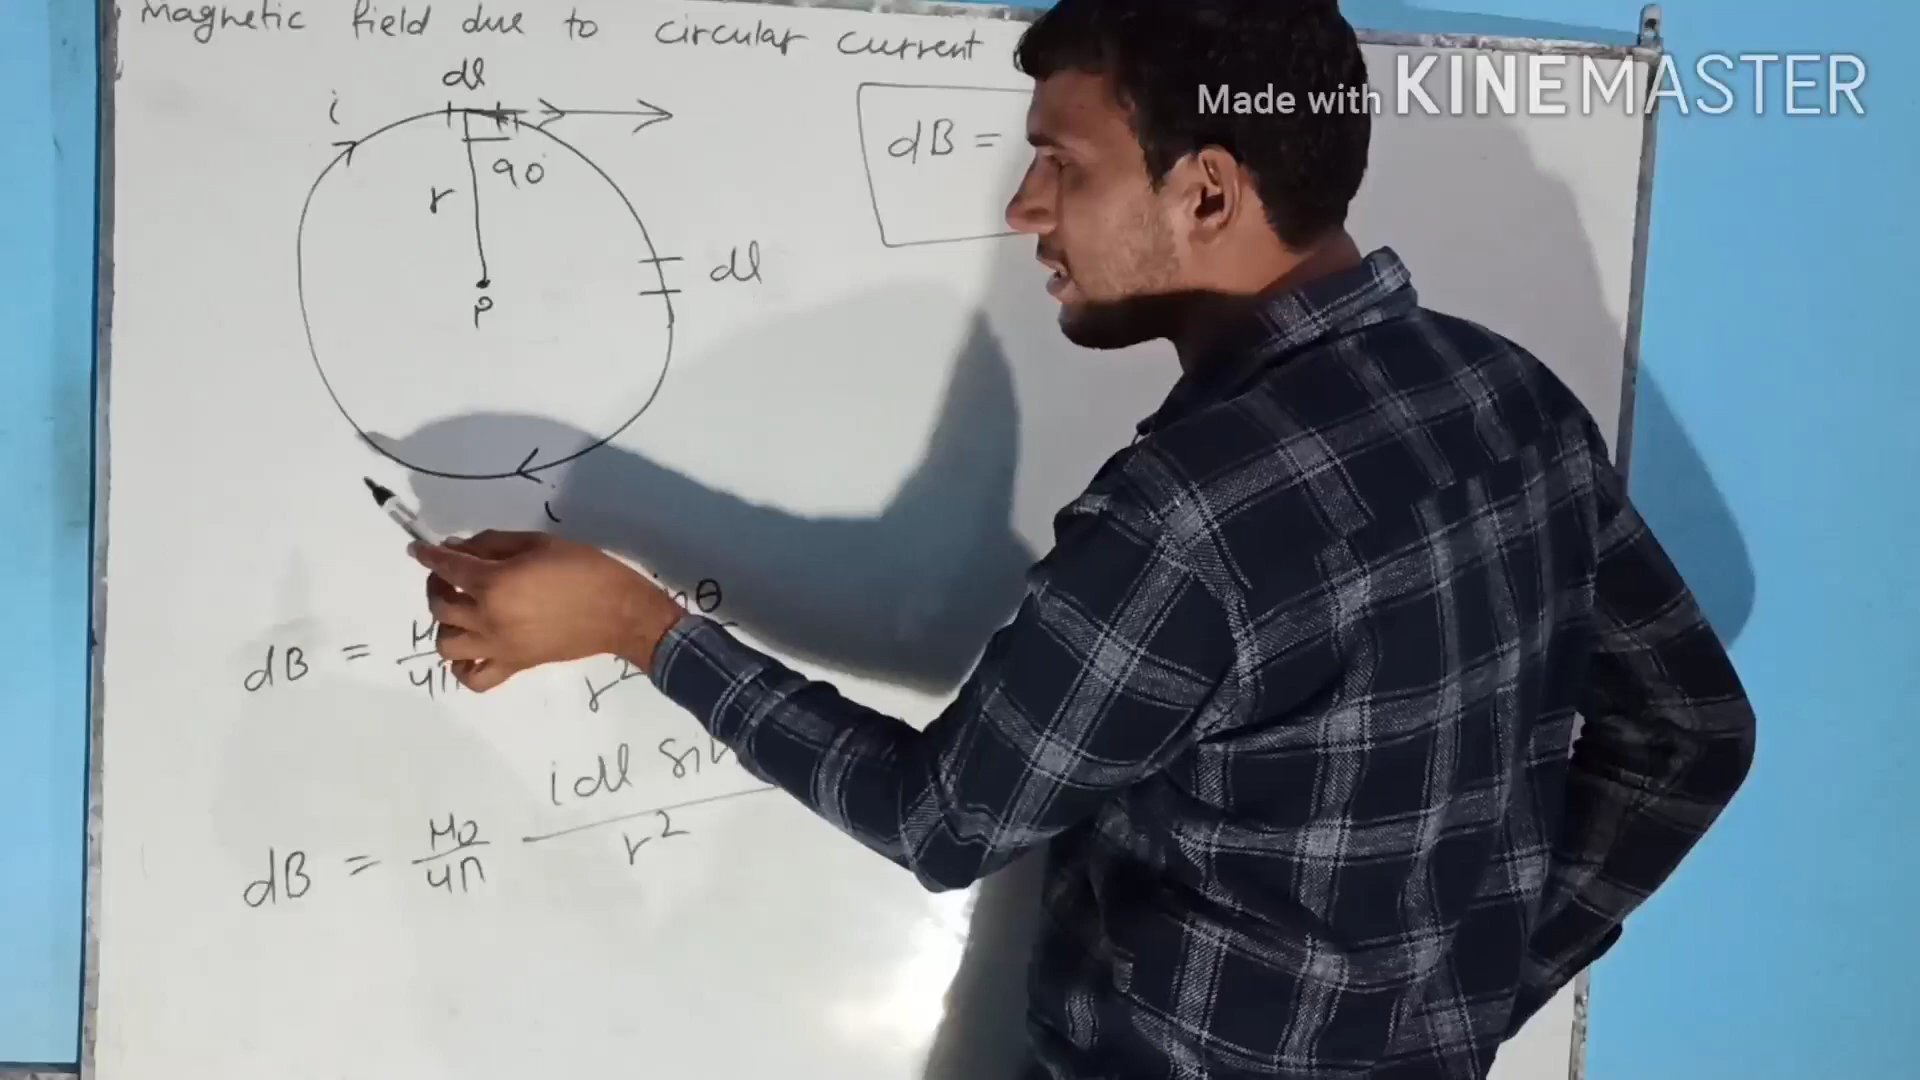 Magnetic field due to circular current
Made with KINEMASTER
dl
i
dB =
90
r
dl
P
i
θ
dB = μ
4π r²
i dl sin
dB = μ0
4π r²